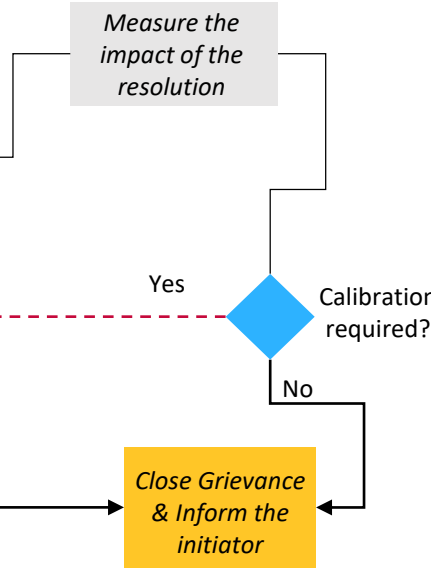 Measure the
impact of the
resolution
Yes
Calibration
required?
No
Close Grievance
& Inform the
initiator